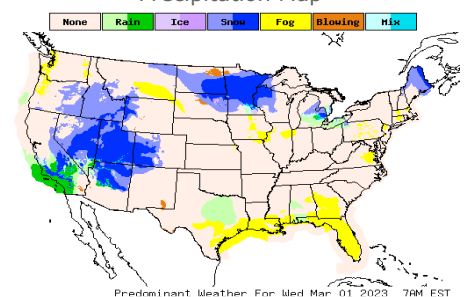 Precipitation Map
None Rain Ice Snow Fog Blowing Mix
Predominant Weather For Wed Mar 01 2023 7AM EST